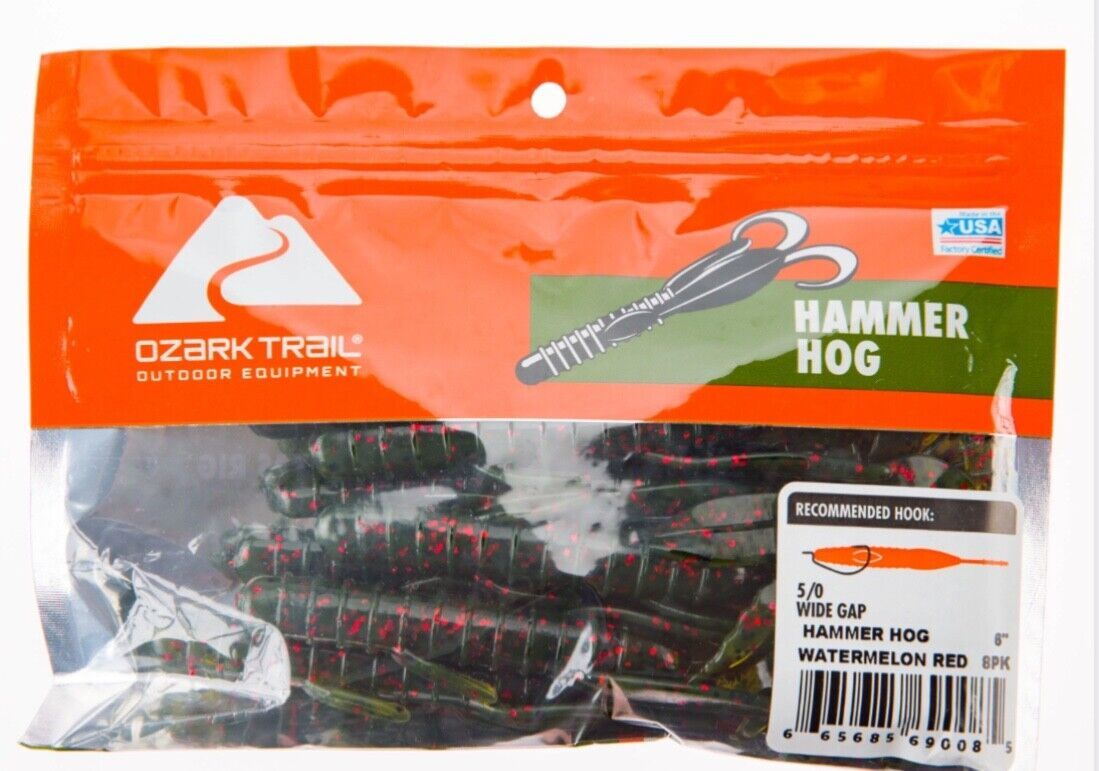 Made in the
USA
Factory Certified
OZARK TRAIL®
OUTDOOR EQUIPMENT
HAMMER
HOG
RIG
RECOMMENDED HOOK:
5/0
WIDE GAP
HAMMER HOG 6"
WATERMELON RED 8PK
6 65685 69008 5